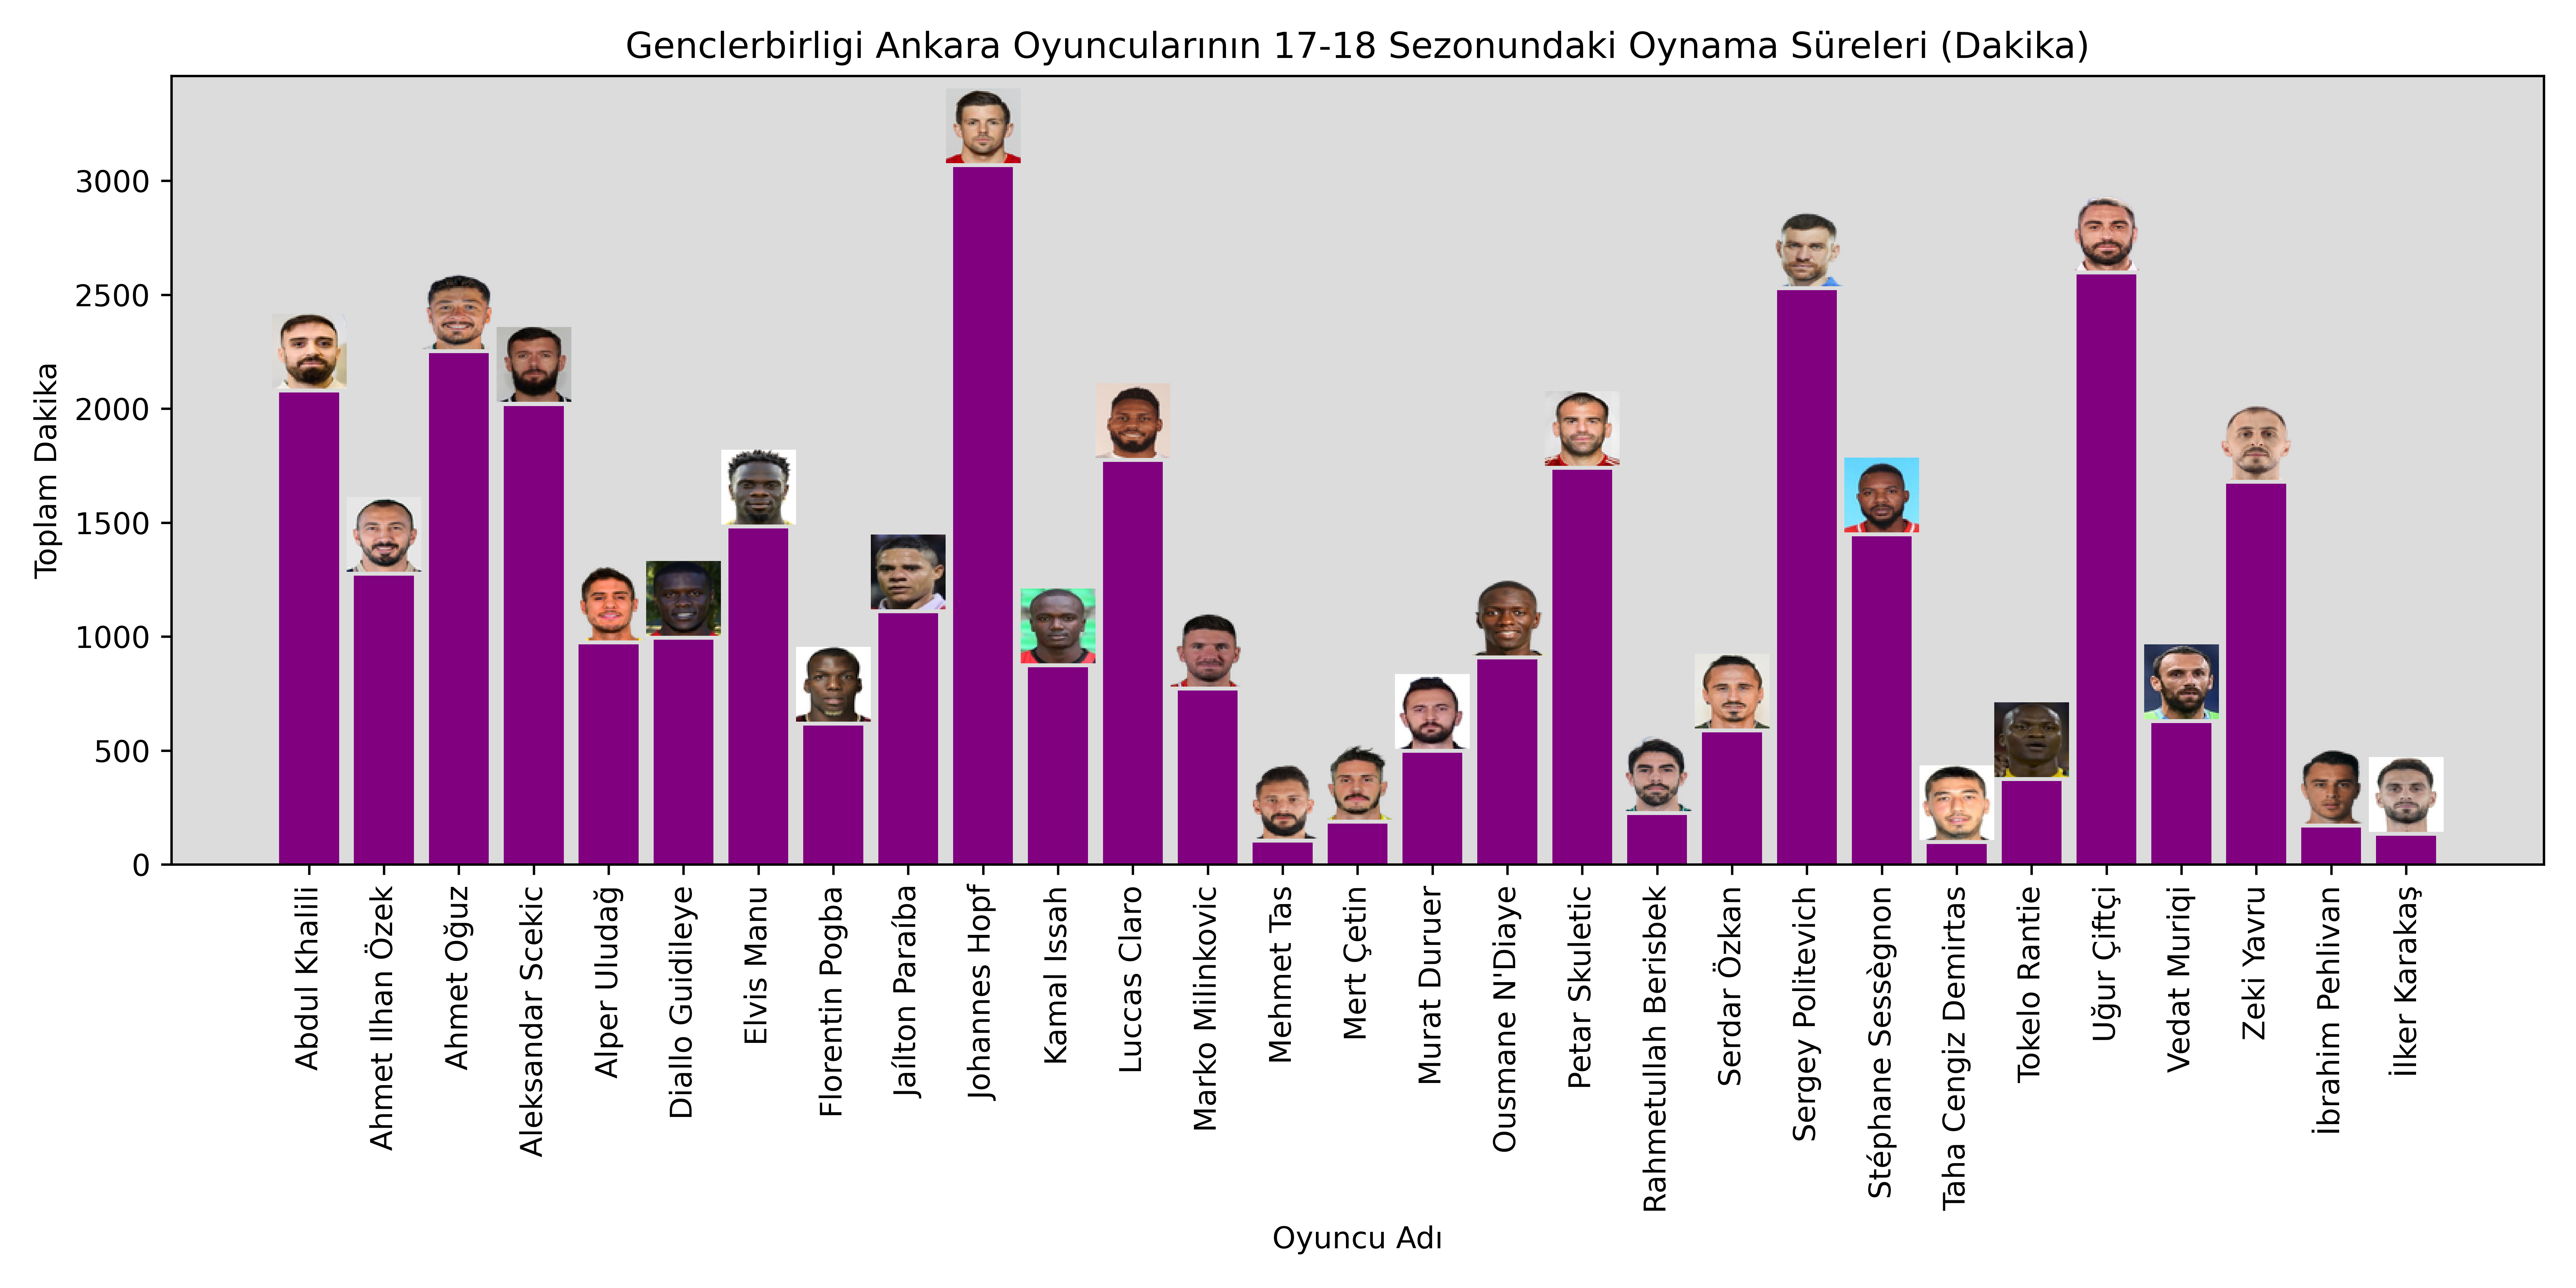 Genclerbirligi Ankara Oyuncularının 17-18 Sezonundaki Oynama Süreleri (Dakika)
Toplam Dakika
3000
2500
2000
1500
1000
500
0
Abdul Khalili
Ahmet Ilhan Özek
Ahmet Oğuz
Aleksandar Scekic
Alper Uludağ
Diallo Guidileye
Elvis Manu
Florentin Pogba
Jaílton Paraíba
Johannes Hopf
Kamal Issah
Luccas Claro
Marko Milinkovic
Mehmet Tas
Mert Çetin
Murat Duruer
Ousmane N'Diaye
Petar Skuletic
Rahmetullah Berisbek
Serdar Özkan
Sergey Politevich
Stéphane Sessègnon
Taha Cengiz Demirtas
Tokelo Rantie
Uğur Çiftçi
Vedat Muriqi
Zeki Yavru
İbrahim Pehlivan
İlker Karakaş
Oyuncu Adı